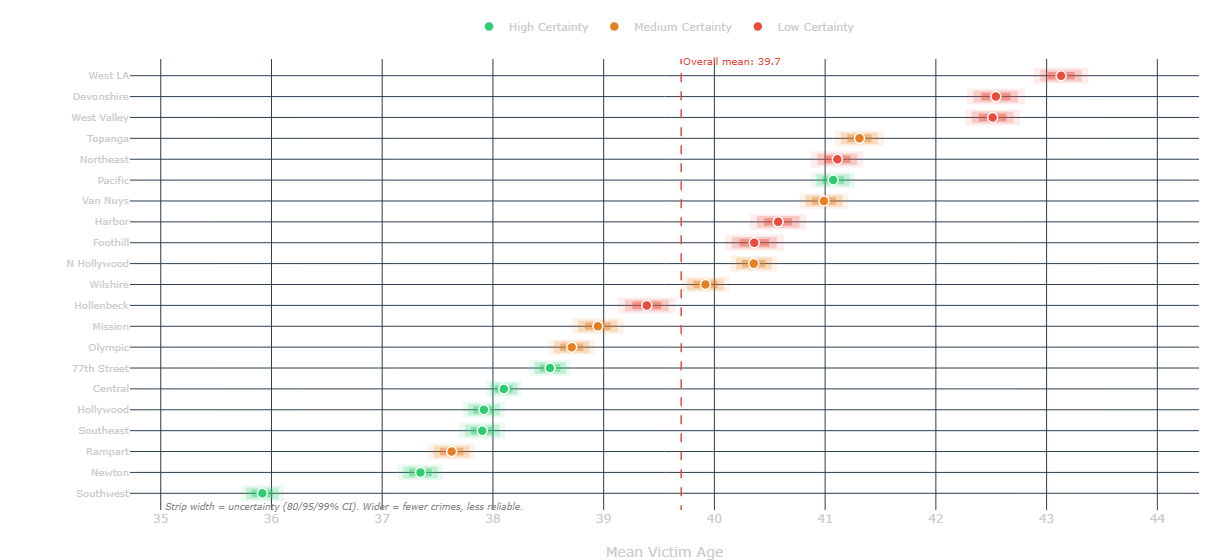 High Certainty Medium Certainty Low Certainty
Overall mean: 39.7
West LA
Devonshire
West Valley
Topanga
Northeast
Pacific
Van Nuys
Harbor
Foothill
N Hollywood
Wilshire
Hollenbeck
Mission
Olympic
77th Street
Central
Hollywood
Southeast
Rampart
Newton
Southwest
Strip width = uncertainty (80/95/99% CI). Wider = fewer crimes, less reliable.
35 36 37 38 39 40 41 42 43 44
Mean Victim Age